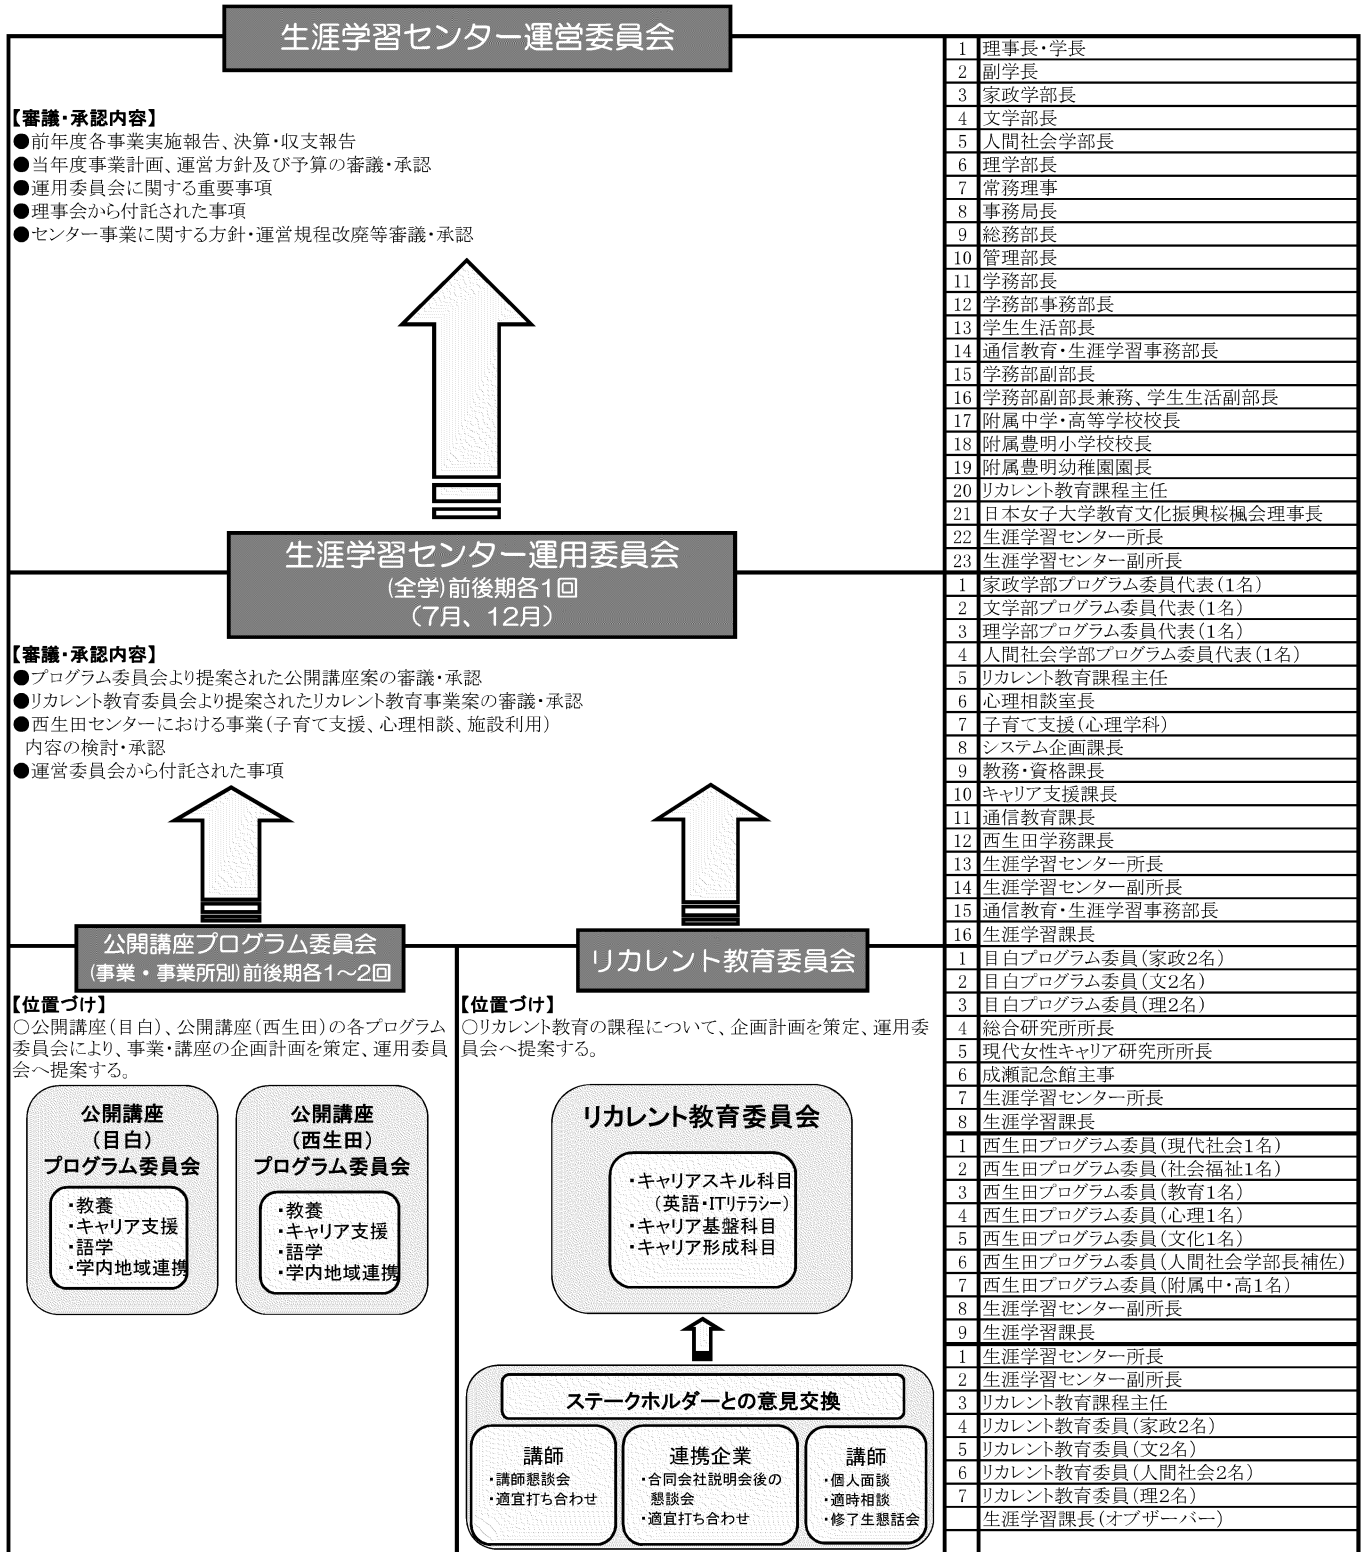 生涯学習センター運営委員会
【審議・承認内容】
●前年度各事業実施報告、決算・収支報告
●当年度事業計画、運営方針及び予算の審議・承認
●運用委員会に関する重要事項
●理事会から付託された事項
●センター事業に関する方針・運営規程改廃等審議・承認
1 理事長・学長
2 副学長
3 家政学部長
4 文学部長
5 人間社会学部長
6 理学部長
7 常務理事
8 事務局長
9 総務部長
10 管理部長
11 学務部長
12 学務部事務部長
13 学生生活部長
14 通信教育・生涯学習事務部長
15 学務部副部長
16 学務部副部長兼務、学生生活副部長
17 附属中学・高等学校校長
18 附属豊明小学校校長
19 附属豊明幼稚園園長
20 リカレント教育課程主任
21 日本女子大学教育文化振興桜楓会理事長
22 生涯学習センター所長
23 生涯学習センター副所長
生涯学習センター運用委員会
(全学)前後期各1回
（7月、12月）
【審議・承認内容】
●プログラム委員会より提案された公開講座案の審議・承認
●リカレント教育委員会より提案されたリカレント教育事業案の審議・承認
●西生田センターにおける事業(子育て支援、心理相談、施設利用)
内容の検討・承認
●運営委員会から付託された事項
1 家政学部プログラム委員代表(1名)
2 文学部プログラム委員代表(1名)
3 理学部プログラム委員代表(1名)
4 人間社会学部プログラム委員代表(1名)
5 リカレント教育課程主任
6 心理相談室長
7 子育て支援(心理学科)
8 システム企画課長
9 教務・資格課長
10 キャリア支援課長
11 通信教育課長
12 西生田学務課長
13 生涯学習センター所長
14 生涯学習センター副所長
15 通信教育・生涯学習事務部長
16 生涯学習課長
公開講座プログラム委員会
(事業・事業所別)前後期各1～2回
【位置づけ】
○公開講座(目白)、公開講座(西生田)の各プログラム
委員会により、事業・講座の企画計画を策定、運用委員
会へ提案する。
公開講座
（目白）
プログラム委員会
・教養
・キャリア支援
・語学
・学内地域連携
公開講座
（西生田）
プログラム委員会
・教養
・キャリア支援
・語学
・学内地域連携
リカレント教育委員会
【位置づけ】
○リカレント教育の課程について、企画計画を策定、運用委
員会へ提案する。
リカレント教育委員会
・キャリアスキル科目
（英語・ITリテラシー）
・キャリア基盤科目
・キャリア形成科目
ステークホルダーとの意見交換
講師
・講師懇談会
・適宜打ち合わせ
連携企業
・合同会社説明会後の
懇談会
・適宜打ち合わせ
講師
・個人面談
・適時相談
・修了生懇話会
1 目白プログラム委員(家政2名)
2 目白プログラム委員(文2名)
3 目白プログラム委員(理2名)
4 総合研究所所長
5 現代女性キャリア研究所所長
6 成瀬記念館主事
7 生涯学習センター所長
8 生涯学習課長
1 西生田プログラム委員(現代社会1名)
2 西生田プログラム委員(社会福祉1名)
3 西生田プログラム委員(教育1名)
4 西生田プログラム委員(心理1名)
5 西生田プログラム委員(文化1名)
6 西生田プログラム委員(人間社会学部長補佐)
7 西生田プログラム委員(附属中・高1名)
8 生涯学習センター副所長
9 生涯学習課長
1 生涯学習センター所長
2 生涯学習センター副所長
3 リカレント教育課程主任
4 リカレント教育委員(家政2名)
5 リカレント教育委員(文2名)
6 リカレント教育委員(人間社会2名)
7 リカレント教育委員(理2名)
生涯学習課長(オブザーバー)